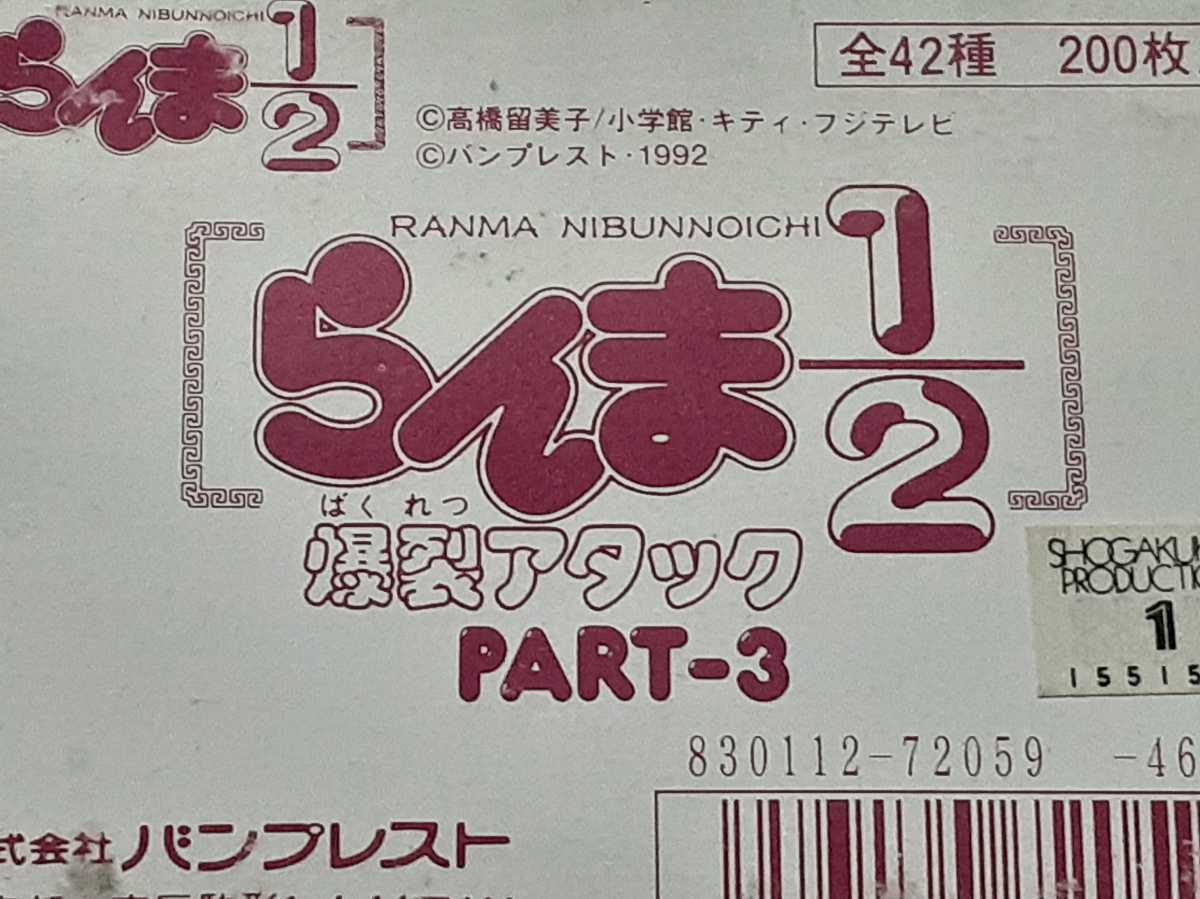 RANMA NIBUNNOICHI
らんま1/2
全42種 200枚
©高橋留美子/小学館・キティ・フジテレビ
©バンプレスト・1992
RANMA NIBUNNOICHI
らんま1/2
ばくれつ
爆裂アタック
PART-3
SHOGAKUK
PRODUCTIO
1
15515
830112-72059 -46
式会社 バンプレスト